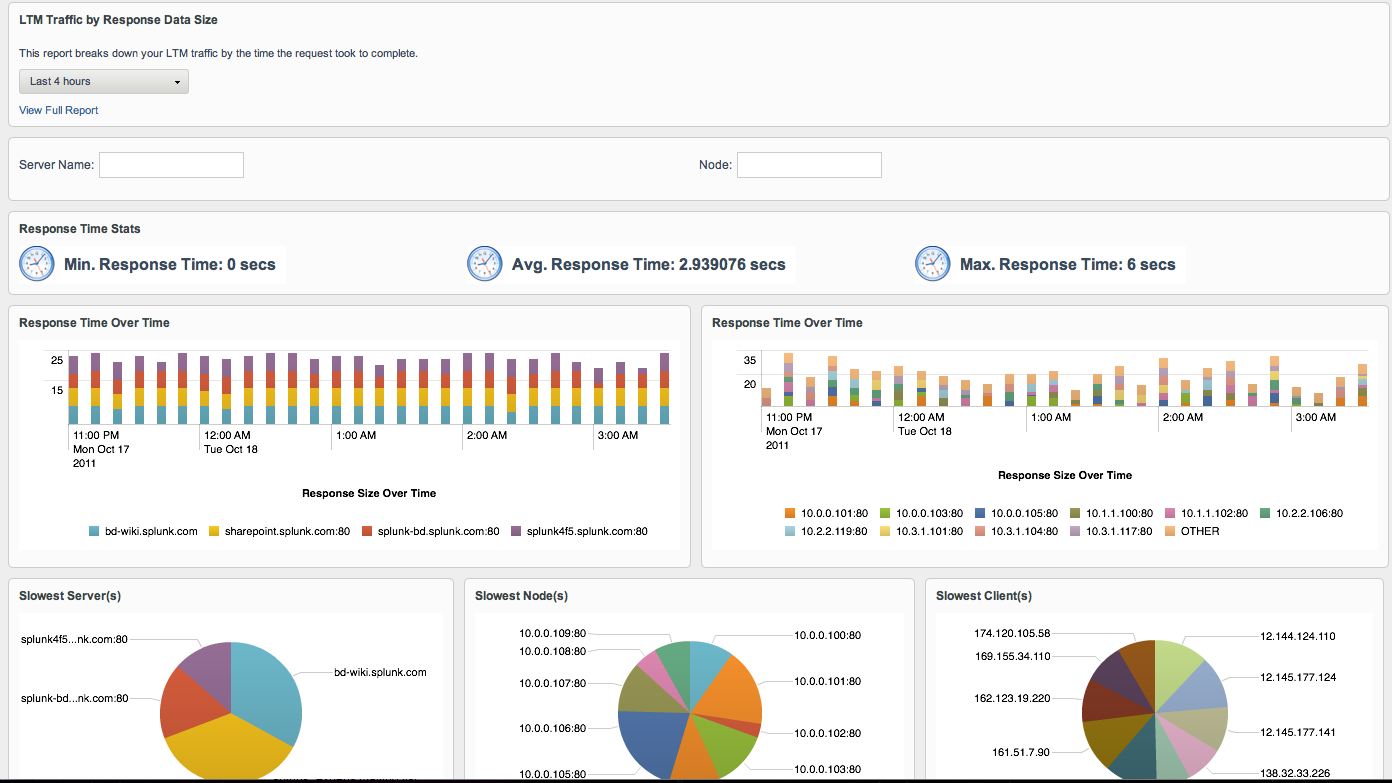 LTM Traffic by Response Data Size
This report breaks down your LTM traffic by the time the request took to complete.
Last 4 hours
View Full Report
Server Name:
Node:
Response Time Stats
Min. Response Time: 0 secs
Avg. Response Time: 2.939076 secs
Max. Response Time: 6 secs
Response Time Over Time
25
15
11:00 PM
Mon Oct 17
2011
12:00 AM
Tue Oct 18
1:00 AM
2:00 AM
3:00 AM
Response Size Over Time
bd-wiki.splunk.com
sharepoint.splunk.com:80
splunk-bd.splunk.com:80
splunk4f5.splunk.com:80
Response Time Over Time
35
20
11:00 PM
Mon Oct 17
2011
12:00 AM
Tue Oct 18
1:00 AM
2:00 AM
3:00 AM
Response Size Over Time
10.0.0.101:80
10.0.0.103:80
10.0.0.105:80
10.1.1.100:80
10.1.1.102:80
10.2.2.106:80
10.2.2.119:80
10.3.1.101:80
10.3.1.104:80
10.3.1.117:80
OTHER
Slowest Server(s)
splunk4f5...nk.com:80
bd-wiki.splunk.com
splunk-bd...nk.com:80
Slowest Node(s)
10.0.0.109:80
10.0.0.108:80
10.0.0.107:80
10.0.0.106:80
10.0.0.105:80
10.0.0.100:80
10.0.0.101:80
10.0.0.102:80
10.0.0.103:80
Slowest Client(s)
174.120.105.58
169.155.34.110
162.123.19.220
161.51.7.90
12.144.124.110
12.145.177.124
12.145.177.141
138.32.33.226